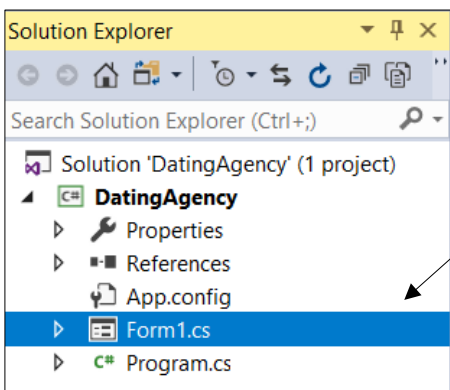 Solution Explorer
Search Solution Explorer (Ctrl+;)
Solution 'DatingAgency' (1 project)
C# DatingAgency
Properties
References
App.config
Form1.cs
C# Program.cs